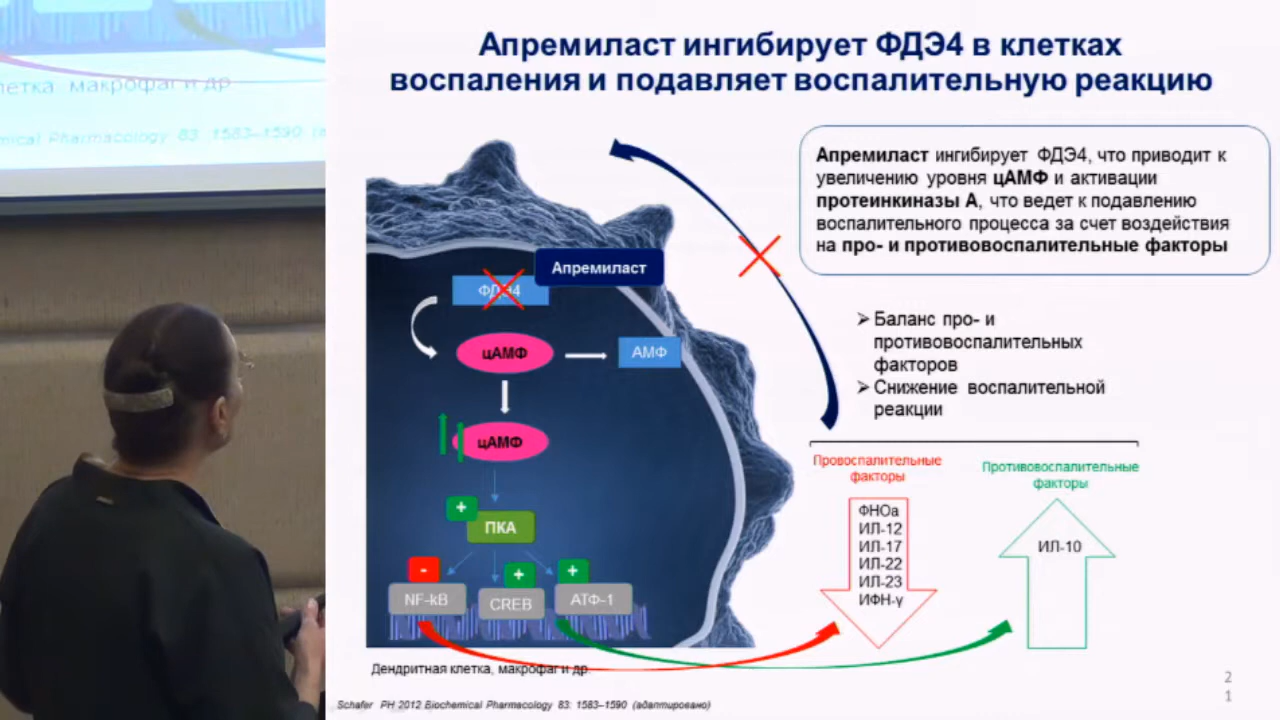 летка, макрофаг и др.
mical Pharmacology 83: 1583–1590
Апремиласт ингибирует ФДЭ4 в клетках
воспаления и подавляет воспалительную реакцию
Апремиласт ингибирует ФДЭ4, что приводит к
увеличению уровня цАМФ и активации
протеинкиназы А, что ведет к подавлению
воспалительного процесса за счет воздействия
на про- и противовоспалительные факторы
Апремиласт
ФДЭ4
цАМФ
АМФ
цАМФ
+
ПКА
-
+
+
NF-kB
CREB
АТФ-1
Дендритная клетка, макрофаг и др.
➢ Баланс про- и
противовоспалительных
факторов
➢ Снижение воспалительной
реакции
Провоспалительные
факторы
ФНОа
ИЛ-12
ИЛ-17
ИЛ-22
ИЛ-23
ИФН-γ
Противовоспалительные
факторы
ИЛ-10
Schafer PH 2012 Biochemical Pharmacology 83: 1583–1590 (адаптировано)
2
1